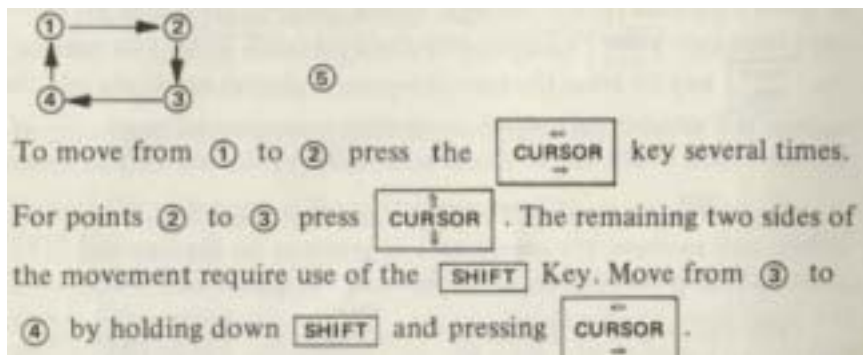 ① ②
④ ③ ⑤
To move from ① to ② press the ⇐ CURSOR ⇒ key several times.
For points ② to ③ press ⇑ CURSOR ⇓ . The remaining two sides of
the movement require use of the SHIFT Key. Move from ③ to
④ by holding down SHIFT and pressing ⇐ CURSOR ⇒ .